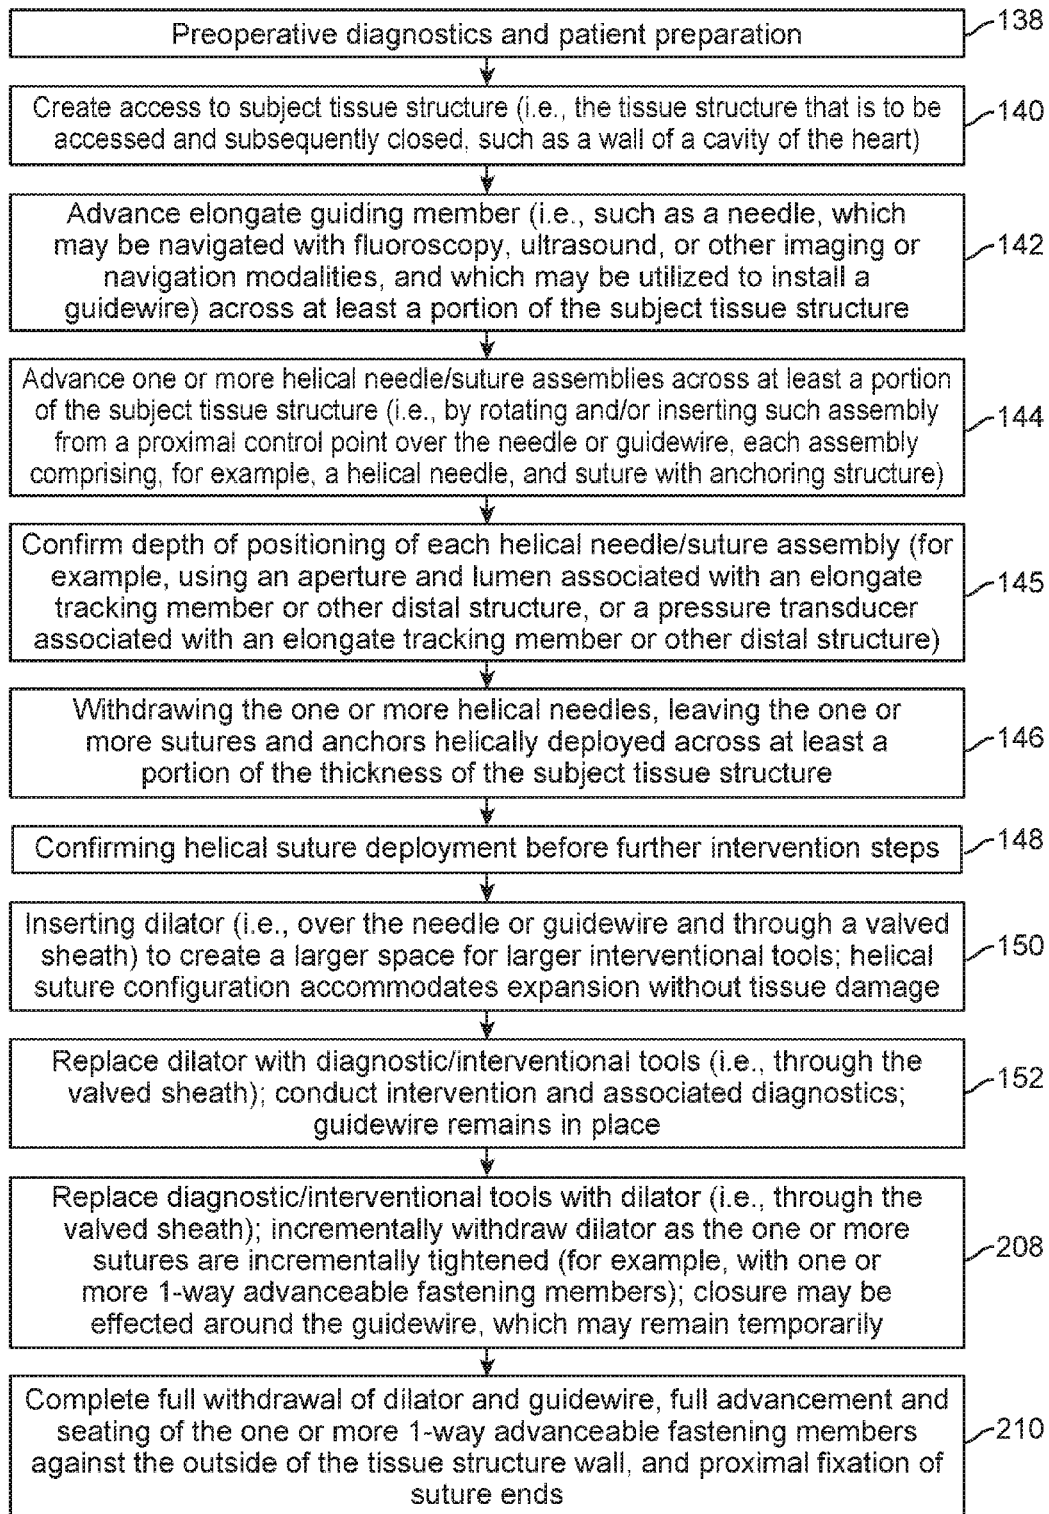 Preoperative diagnostics and patient preparation
138
Create access to subject tissue structure (i.e., the tissue structure that is to be
accessed and subsequently closed, such as a wall of a cavity of the heart)
140
Advance elongate guiding member (i.e., such as a needle, which
may be navigated with fluoroscopy, ultrasound, or other imaging or
navigation modalities, and which may be utilized to install a
guidewire) across at least a portion of the subject tissue structure
142
Advance one or more helical needle/suture assemblies across at least a portion
of the subject tissue structure (i.e., by rotating and/or inserting such assembly
from a proximal control point over the needle or guidewire, each assembly
comprising, for example, a helical needle, and suture with anchoring structure)
144
Confirm depth of positioning of each helical needle/suture assembly (for
example, using an aperture and lumen associated with an elongate
tracking member or other distal structure, or a pressure transducer
associated with an elongate tracking member or other distal structure)
145
Withdrawing the one or more helical needles, leaving the one or
more sutures and anchors helically deployed across at least a
portion of the thickness of the subject tissue structure
146
Confirming helical suture deployment before further intervention steps
148
Inserting dilator (i.e., over the needle or guidewire and through a valved
sheath) to create a larger space for larger interventional tools; helical
suture configuration accommodates expansion without tissue damage
150
Replace dilator with diagnostic/interventional tools (i.e., through the
valved sheath); conduct intervention and associated diagnostics;
guidewire remains in place
152
Replace diagnostic/interventional tools with dilator (i.e., through the
valved sheath); incrementally withdraw dilator as the one or more
sutures are incrementally tightened (for example, with one or
more 1-way advanceable fastening members); closure may be
effected around the guidewire, which may remain temporarily
208
Complete full withdrawal of dilator and guidewire, full advancement and
seating of the one or more 1-way advanceable fastening members
against the outside of the tissue structure wall, and proximal fixation of
suture ends
210